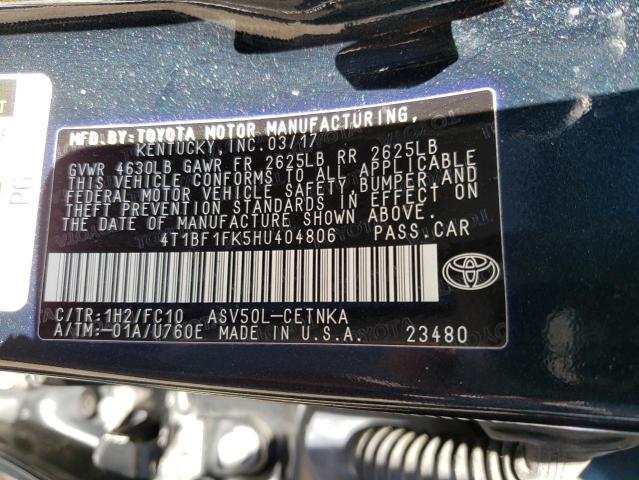 MFD.BY:TOYOTA MOTOR MANUFACTURING,
KENTUCKY, INC. 03/17
GVWR 4630LB GAWR FR 2625LB RR 2625LB
THIS VEHICLE CONFORMS TO ALL APPLICABLE
FEDERAL MOTOR VEHICLE SAFETY, BUMPER, AND
THEFT PREVENTION STANDARDS IN EFFECT ON
THE DATE OF MANUFACTURE SHOWN ABOVE.
4T1BF1FK5HU404806 PASS.CAR
C/TR:1H2/FC10 ASV50L-CETNKA
A/TM:-01A/U760E MADE IN U.S.A. 23480